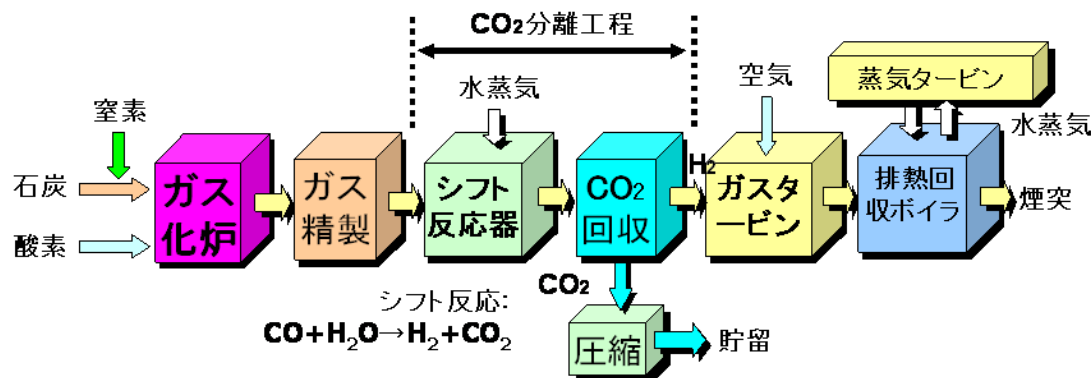 CO₂分離工程
水蒸気
空気
蒸気タービン
水蒸気
窒素
石炭
酸素
ガス
化炉
ガス
精製
シフト
反応器
CO₂
回収
H₂
ガスタ
ービン
排熱回
収ボイラ
煙突
CO₂
シフト反応:
CO+H₂O→H₂+CO₂
圧縮
貯留